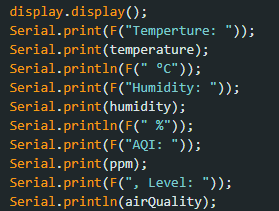 display.display();
Serial.print(F("Temperture: "));
Serial.print(temperature);
Serial.println(F(" ºC"));
Serial.print(F("Humidity: "));
Serial.print(humidity);
Serial.println(F(" %"));
Serial.print(F("AQI: "));
Serial.print(ppm);
Serial.print(F(", Level: "));
Serial.println(airQuality);